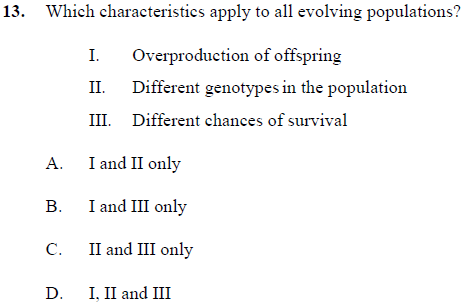 13. Which characteristics apply to all evolving populations?
I. Overproduction of offspring
II. Different genotypes in the population
III. Different chances of survival
A. I and II only
B. I and III only
C. II and III only
D. I, II and III